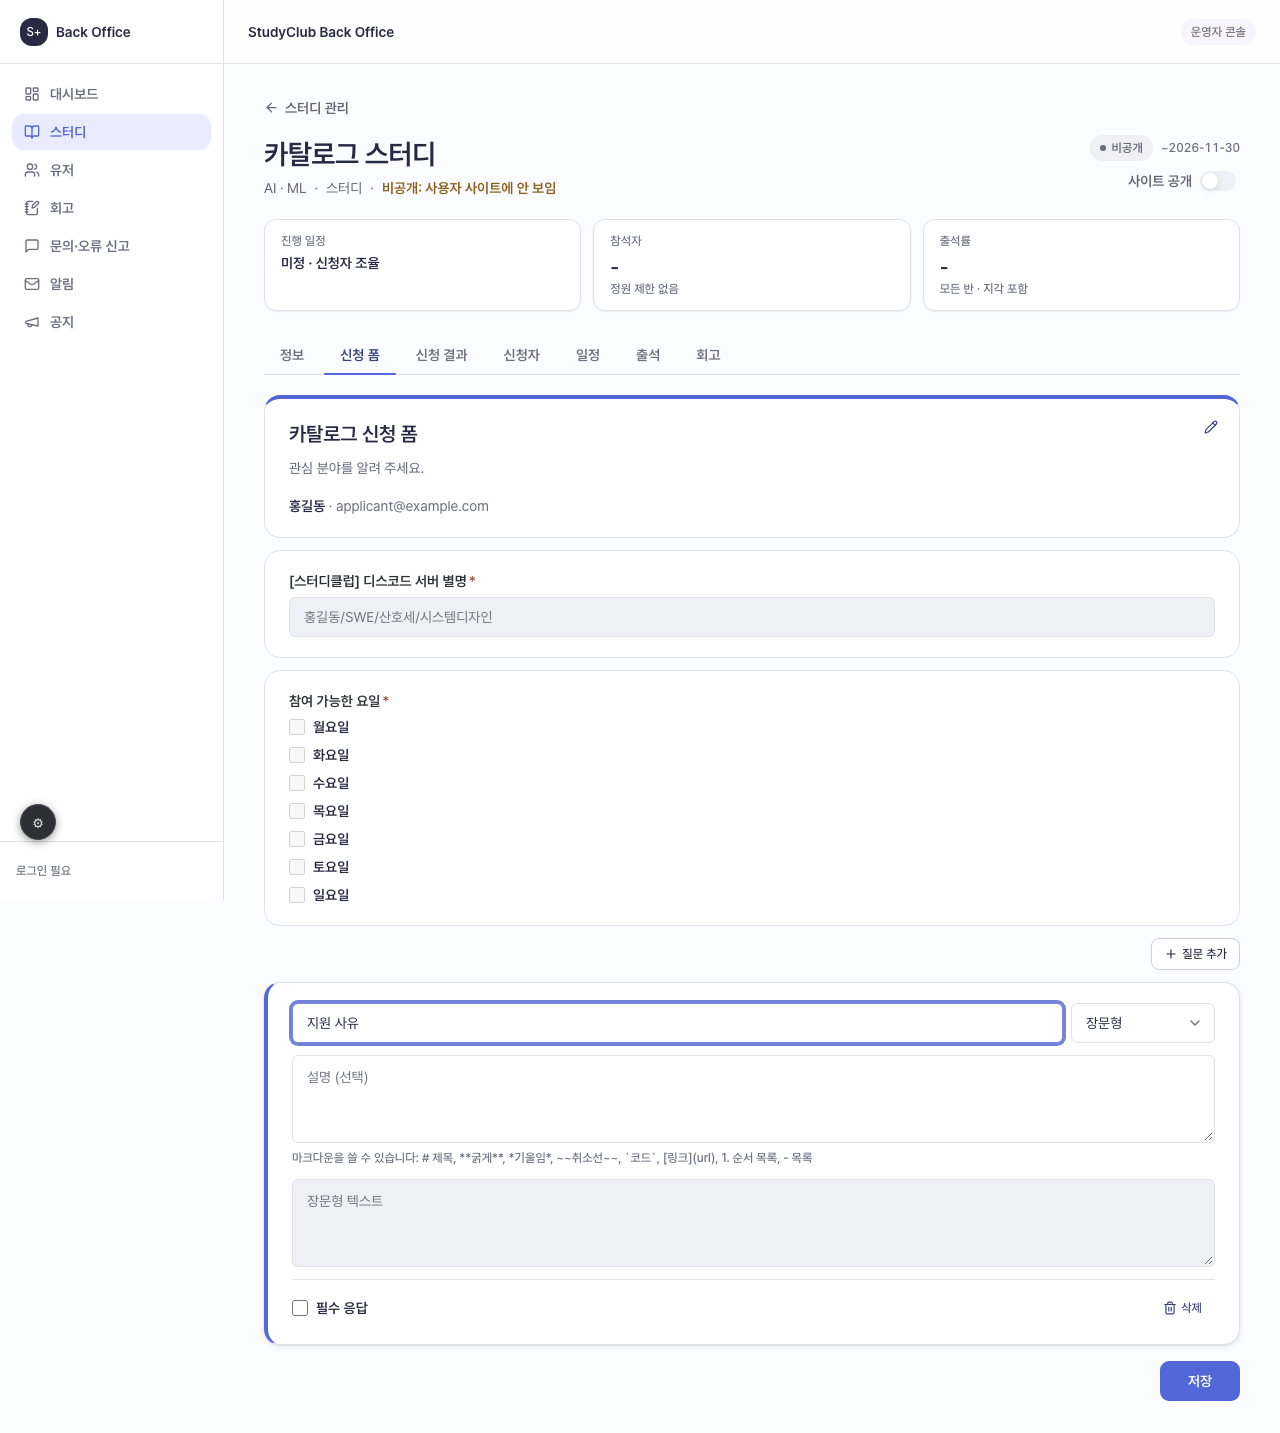 S+ Back Office
StudyClub Back Office
운영자 콘솔
대시보드
스터디
유저
회고
문의·오류 신고
알림
공지
로그인 필요
스터디 관리
카탈로그 스터디
비공개 ~2026-11-30
AI · ML · 스터디 · 비공개: 사용자 사이트에 안 보임
사이트 공개
진행 일정
미정 · 신청자 조율
참석자
-
정원 제한 없음
출석률
-
모든 반 · 지각 포함
정보 신청 폼 신청 결과 신청자 일정 출석 회고
카탈로그 신청 폼
관심 분야를 알려 주세요.
홍길동 · applicant@example.com
[스터디클럽] 디스코드 서버 별명 *
홍길동/SWE/산호세/시스템디자인
참여 가능한 요일 *
월요일
화요일
수요일
목요일
금요일
토요일
일요일
질문 추가
지원 사유
장문형
설명 (선택)
마크다운을 쓸 수 있습니다: # 제목, **굵게**, *기울임*, ~~취소선~~, `코드`, [링크](url), 1. 순서 목록, - 목록
장문형 텍스트
필수 응답
삭제
저장